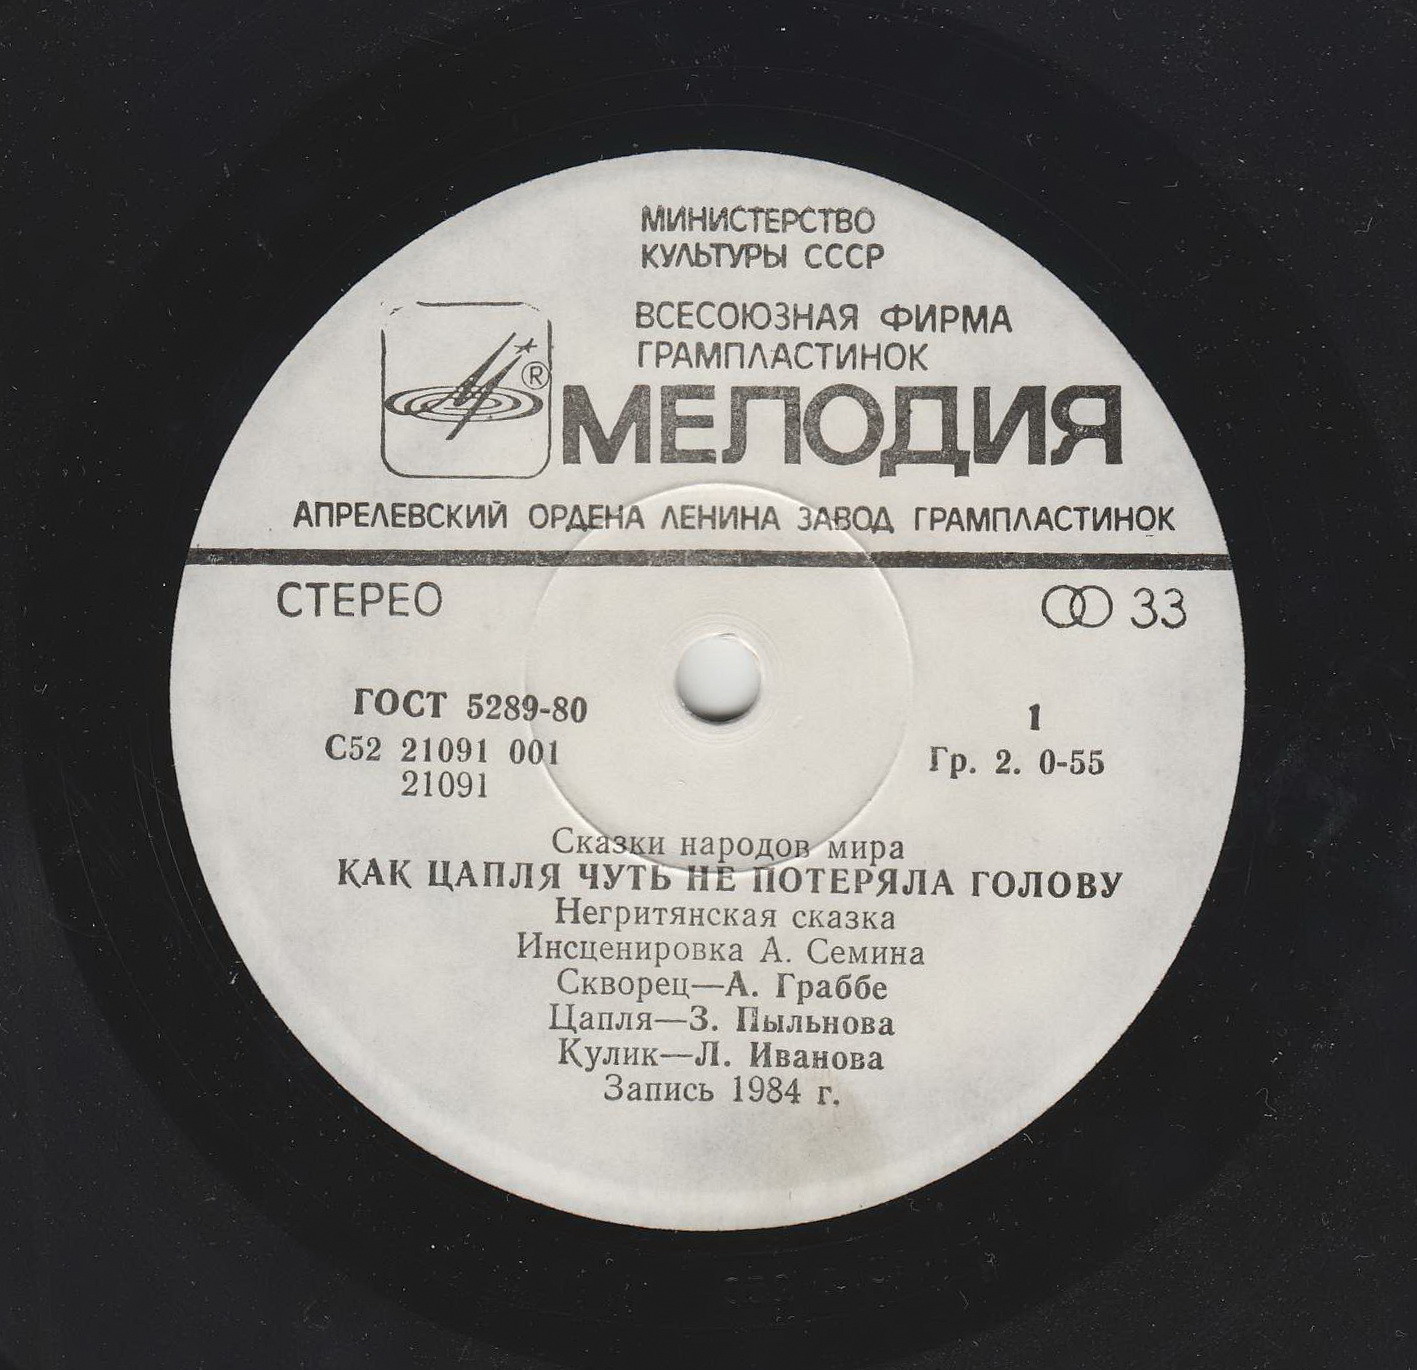 МИНИСТЕРСТВО
КУЛЬТУРЫ СССР
ВСЕСОЮЗНАЯ ФИРМА
ГРАМПЛАСТИНОК
®
МЕЛОДИЯ
АПРЕЛЕВСКИЙ ОРДЕНА ЛЕНИНА ЗАВОД ГРАМПЛАСТИНОК
СТЕРЕО
33
ГОСТ 5289-80
1
С52 21091 001
Гр. 2. 0-55
21091
Сказки народов мира
КАК ЦАПЛЯ ЧУТЬ НЕ ПОТЕРЯЛА ГОЛОВУ
Негритянская сказка
Инсценировка А. Семина
Скворец—А. Граббе
Цапля—З. Пыльнова
Кулик—Л. Иванова
Запись 1984 г.